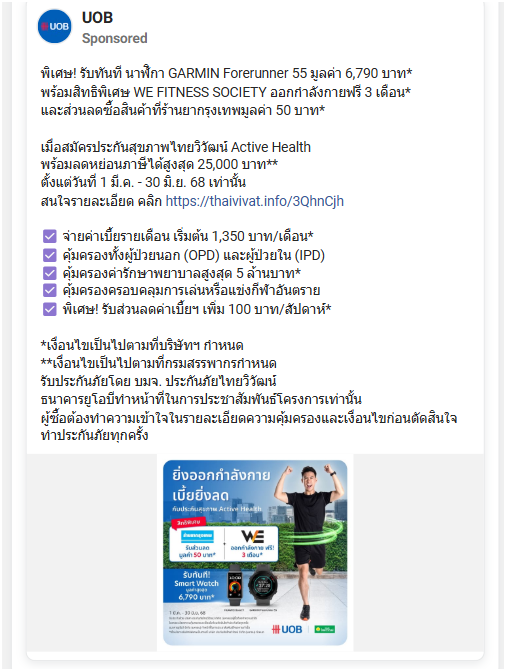 UOB
UOB
Sponsored
พิเศษ! รับทันที นาฬิกา GARMIN Forerunner 55 มูลค่า 6,790 บาท*
พร้อมสิทธิพิเศษ WE FITNESS SOCIETY ออกกำลังกายฟรี 3 เดือน*
และส่วนลดซื้อสินค้าที่ร้านยากรุงเทพมูลค่า 50 บาท*
เมื่อสมัครประกันสุขภาพไทยวิวัฒน์ Active Health
พร้อมลดหย่อนภาษีได้สูงสุด 25,000 บาท**
ตั้งแต่วันที่ 1 มี.ค. - 30 มิ.ย. 68 เท่านั้น
สนใจรายละเอียด คลิก https://thaivivat.info/3QhnCjh
จ่ายค่าเบี้ยรายเดือน เริ่มต้น 1,350 บาท/เดือน*
คุ้มครองทั้งผู้ป่วยนอก (OPD) และผู้ป่วยใน (IPD)
คุ้มครองค่ารักษาพยาบาลสูงสุด 5 ล้านบาท*
คุ้มครองครอบคลุมการเล่นหรือแข่งกีฬาอันตราย
พิเศษ! รับส่วนลดค่าเบี้ยฯ เพิ่ม 100 บาท/สัปดาห์*
*เงื่อนไขเป็นไปตามที่บริษัทฯ กำหนด
**เงื่อนไขเป็นไปตามที่กรมสรรพากรกำหนด
รับประกันภัยโดย บมจ. ประกันภัยไทยวิวัฒน์
ธนาคารยูโอบีทำหน้าที่ในการประชาสัมพันธ์โครงการเท่านั้น
ผู้ซื้อต้องทำความเข้าใจในรายละเอียดความคุ้มครองและเงื่อนไขก่อนตัดสินใจ
ทำประกันภัยทุกครั้ง
ยิ่งออกกำลังกาย
เบี้ยยิ่งลด
กับประกันสุขภาพ Active Health
สิทธิพิเศษ
รับส่วนลด
มูลค่า 50 บาท*
WE
ออกกำลังกาย ฟรี!
3 เดือน*
รับทันที!
Smart Watch
มูลค่าสูงสุด
6,790 บาท*
1 มี.ค. - 30 มิ.ย. 68
UOB